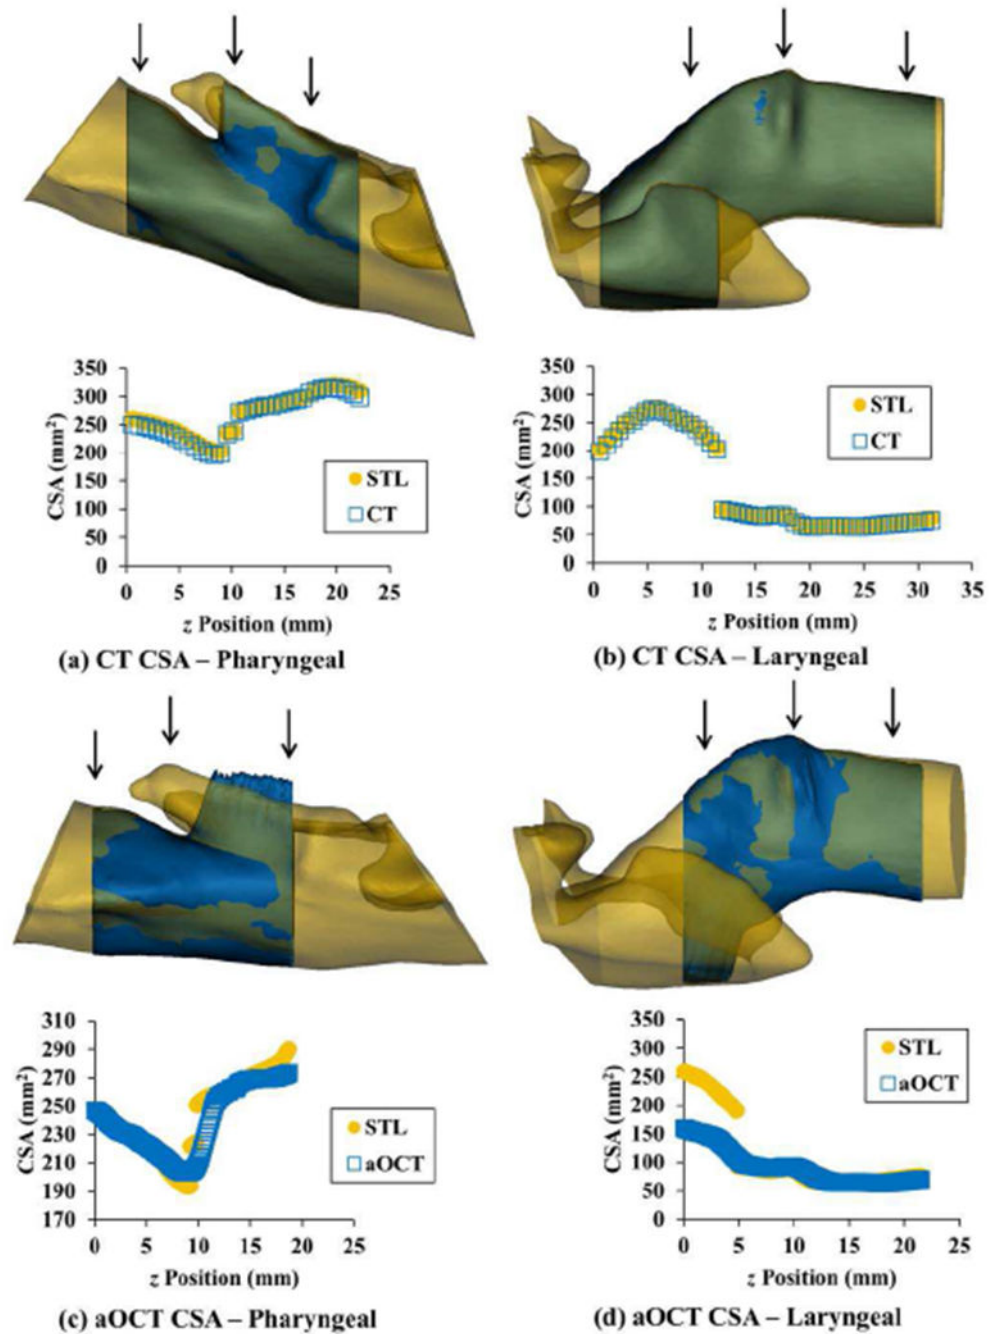 350
300
250
200
150
100
50
0
CSA (mm²)
STL
CT
0 5 10 15 20 25
z Position (mm)
(a) CT CSA – Pharyngeal
350
300
250
200
150
100
50
0
CSA (mm²)
STL
CT
0 5 10 15 20 25 30 35
z Position (mm)
(b) CT CSA – Laryngeal
310
290
270
250
230
210
190
170
CSA (mm²)
STL
aOCT
0 5 10 15 20 25
z Position (mm)
(c) aOCT CSA – Pharyngeal
350
300
250
200
150
100
50
0
CSA (mm²)
STL
aOCT
0 5 10 15 20 25
z Position (mm)
(d) aOCT CSA – Laryngeal